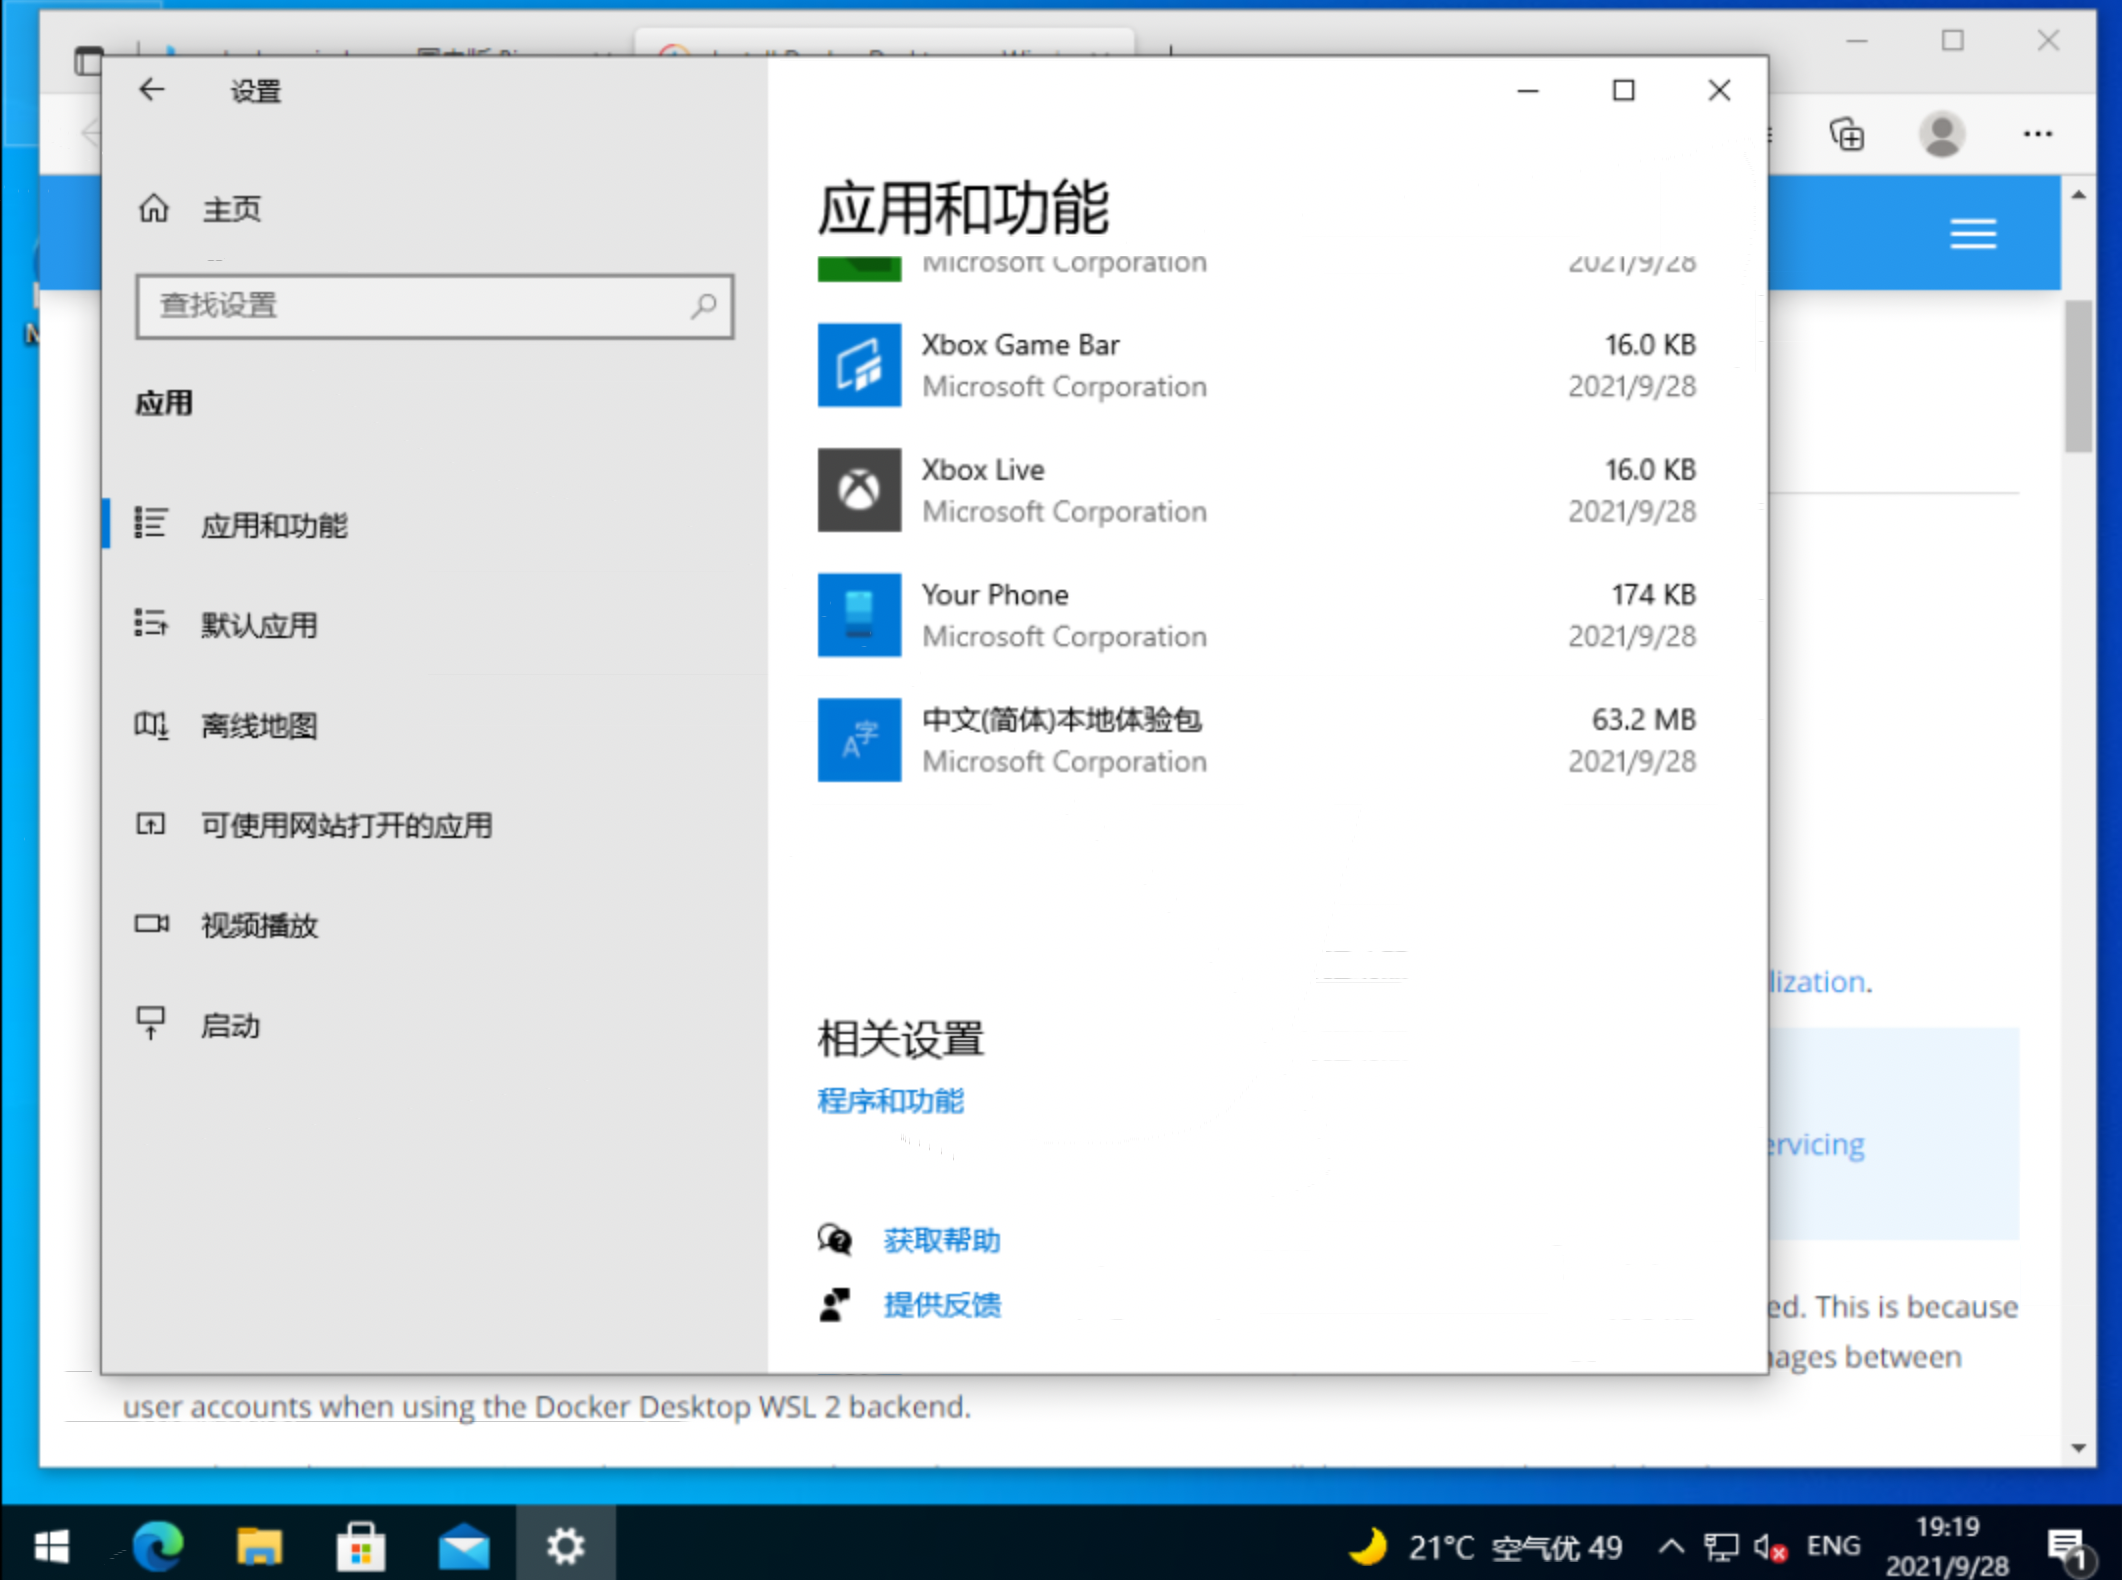 设置
主页
查找设置
应用
应用和功能
默认应用
离线地图
可使用网站打开的应用
视频播放
启动
应用和功能
Microsoft Corporation 2021/9/28
Xbox Game Bar 16.0 KB
Microsoft Corporation 2021/9/28
Xbox Live 16.0 KB
Microsoft Corporation 2021/9/28
Your Phone 174 KB
Microsoft Corporation 2021/9/28
中文(简体)本地体验包 63.2 MB
Microsoft Corporation 2021/9/28
相关设置
程序和功能
获取帮助
提供反馈
lization.
ervicing
ed. This is because
ages between
user accounts when using the Docker Desktop WSL 2 backend.
21°C 空气优 49 ENG 19:19
2021/9/28
1